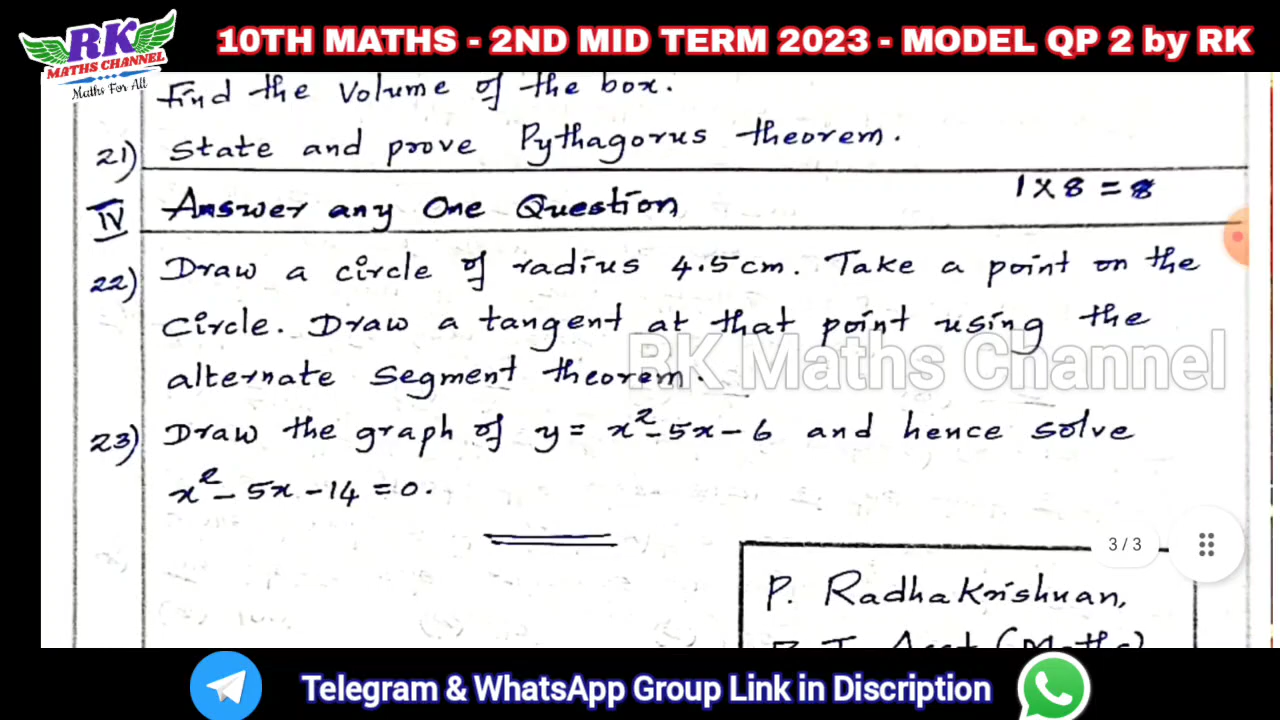 RK
MATHS CHANNEL
Maths For All
10TH MATHS - 2ND MID TERM 2023 - MODEL QP 2 by RK
Find the Volume of the box.
21) State and prove Pythagorus theorem.
IV Answer any One Question 1 x 8 = 8
22) Draw a circle of radius 4.5cm. Take a point on the
circle. Draw a tangent at that point using the
alternate segment theorem.
RK Maths Channel
23) Draw the graph of y = x² - 5x - 6 and hence solve
x² - 5x - 14 = 0.
3 / 3
P. Radhakrishnan,
(Maths)
Telegram & WhatsApp Group Link in Discription